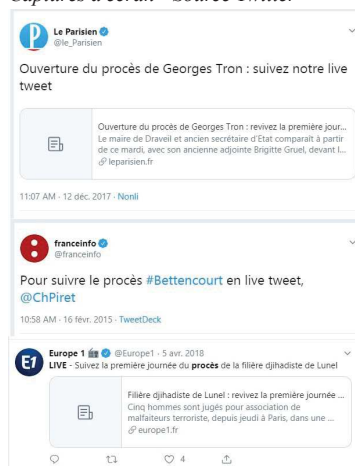 Captures d'écran - Source Twitter
Le Parisien
@le_Parisien
Ouverture du procès de Georges Tron : suivez notre live
tweet
Ouverture du procès de Georges Tron : revivez la première jour...
Le maire de Draveil et ancien secrétaire d'Etat comparaît à partir
de ce mardi, avec son ancienne adjointe Brigitte Gruel, devant l...
leparisien.fr
11:07 AM · 12 déc. 2017 · Nonli
franceinfo
@franceinfo
Pour suivre le procès #Bettencourt en live tweet,
@ChPiret
10:58 AM · 16 févr. 2015 · TweetDeck
E1
Europe 1 @Europe1 · 5 avr. 2018
LIVE - Suivez la première journée du procès de la filière djihadiste de Lunel
Filière djihadiste de Lunel : revivez la première journée ...
Cinq hommes sont jugés pour association de
malfaiteurs terroriste, depuis jeudi à Paris, dans une ...
europe1.fr
4